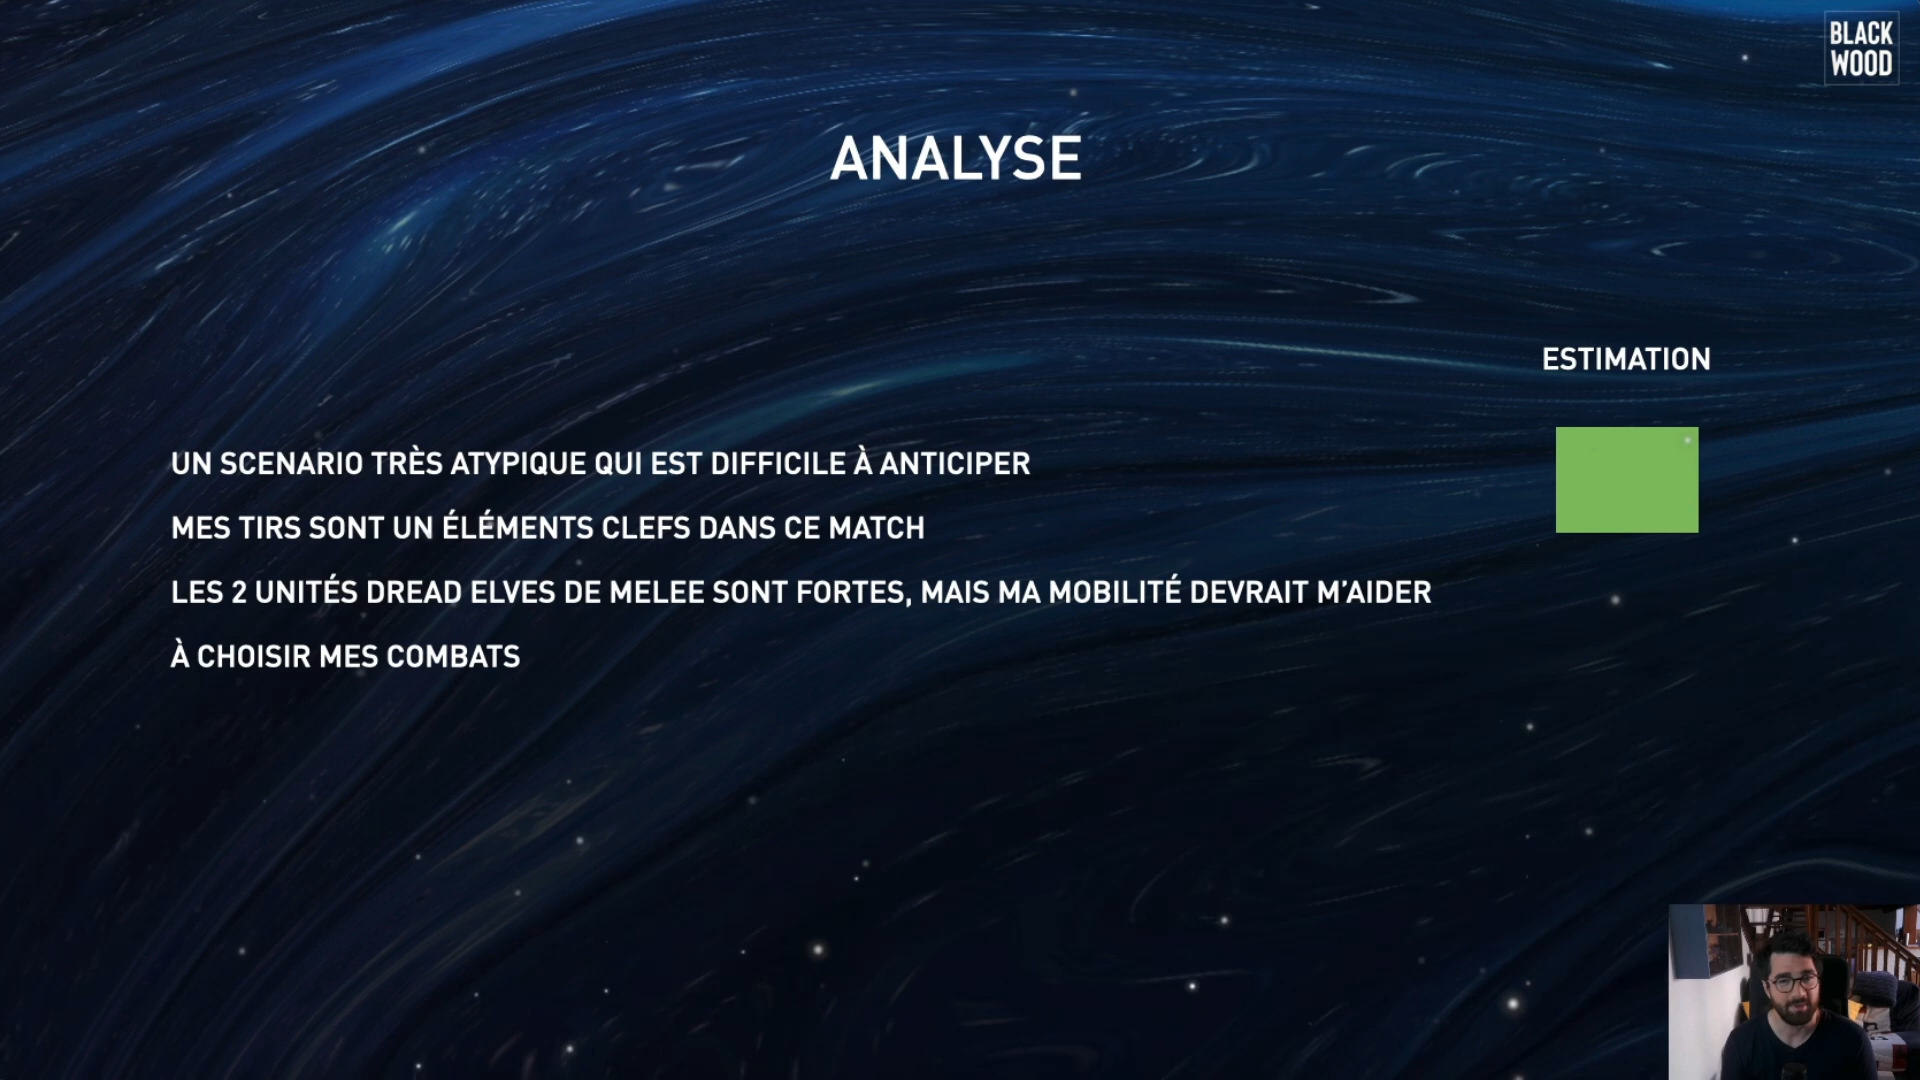 BLACK
WOOD
ANALYSE
ESTIMATION
UN SCENARIO TRÈS ATYPIQUE QUI EST DIFFICILE À ANTICIPER
MES TIRS SONT UN ÉLÉMENTS CLEFS DANS CE MATCH
LES 2 UNITÉS DREAD ELVES DE MELEE SONT FORTES, MAIS MA MOBILITÉ DEVRAIT M'AIDER
À CHOISIR MES COMBATS